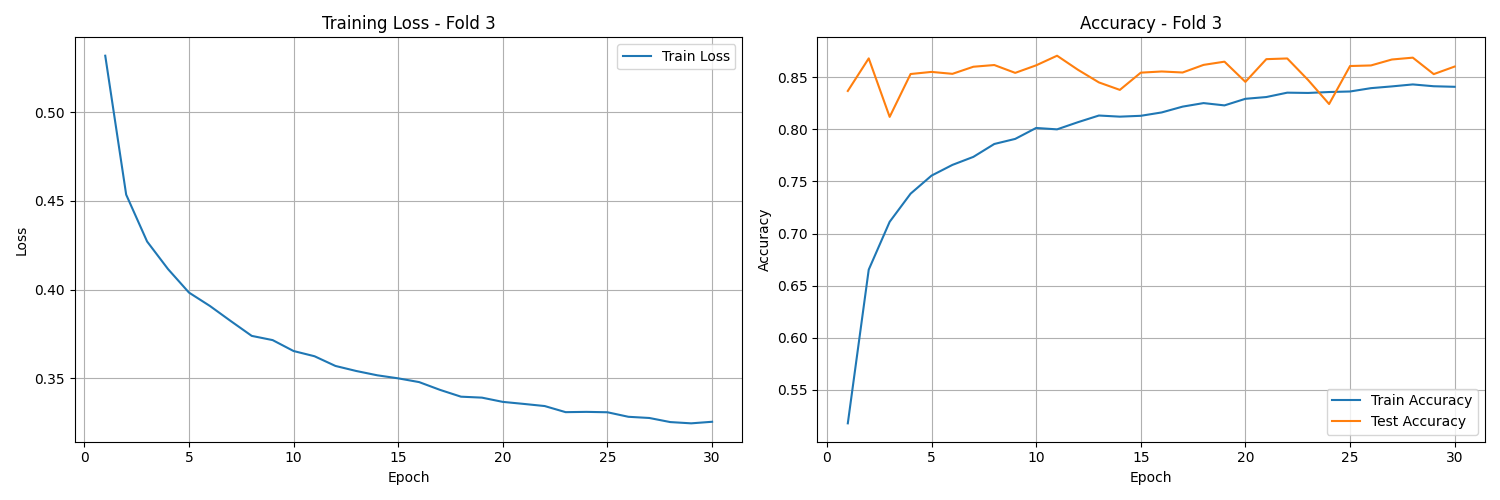 Training Loss - Fold 3
Train Loss
0.50
0.45
0.40
0.35
Loss
0 5 10 15 20 25 30
Epoch
Accuracy - Fold 3
0.85
0.80
0.75
0.70
0.65
0.60
0.55
Accuracy
Train Accuracy
Test Accuracy
0 5 10 15 20 25 30
Epoch